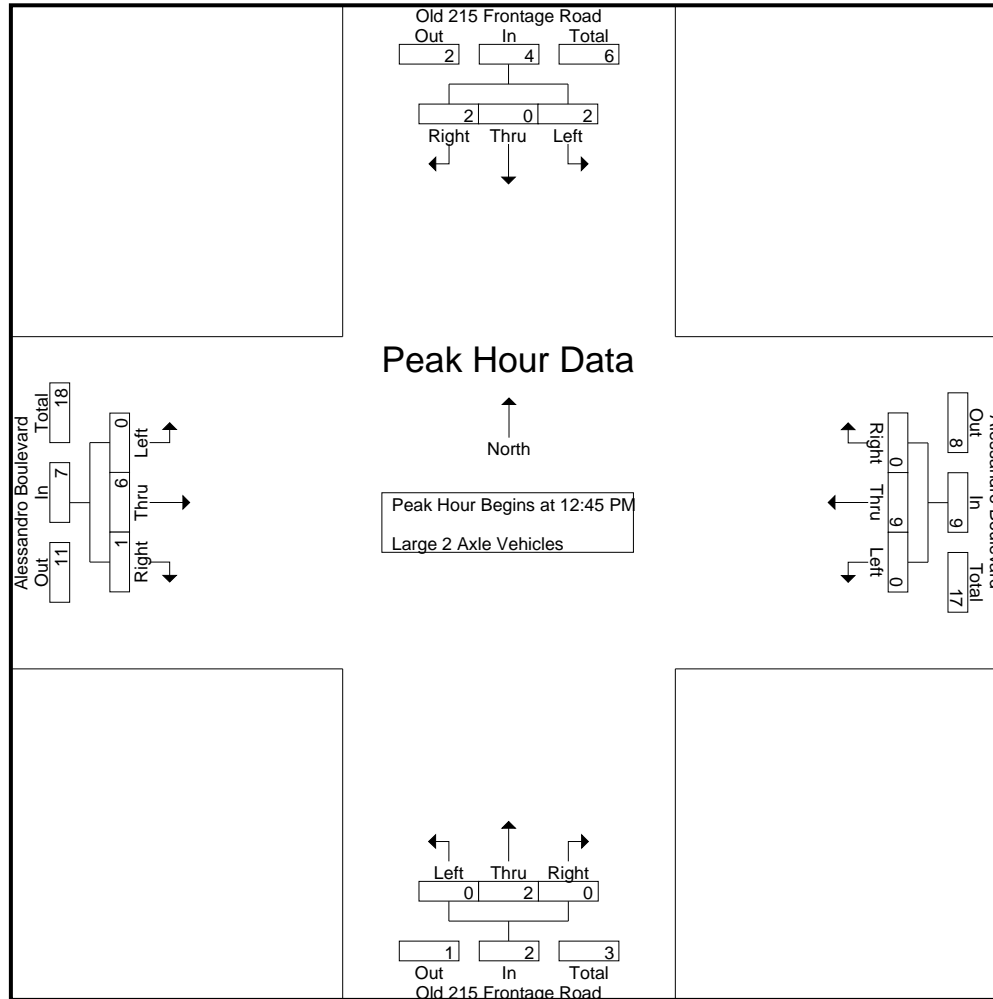 Old 215 Frontage Road
Out In Total
2 4 6
2 0 2
Right Thru Left
Peak Hour Data
North
Peak Hour Begins at 12:45 PM
Large 2 Axle Vehicles
Alessandro Boulevard
Out In Total
11 7 18
1 6 0
Right Thru Left
Out In Total
8 9 17
0 9 0
Right Thru Left
Left Thru Right
0 2 0
1 2 3
Out In Total
Old 215 Frontage Road